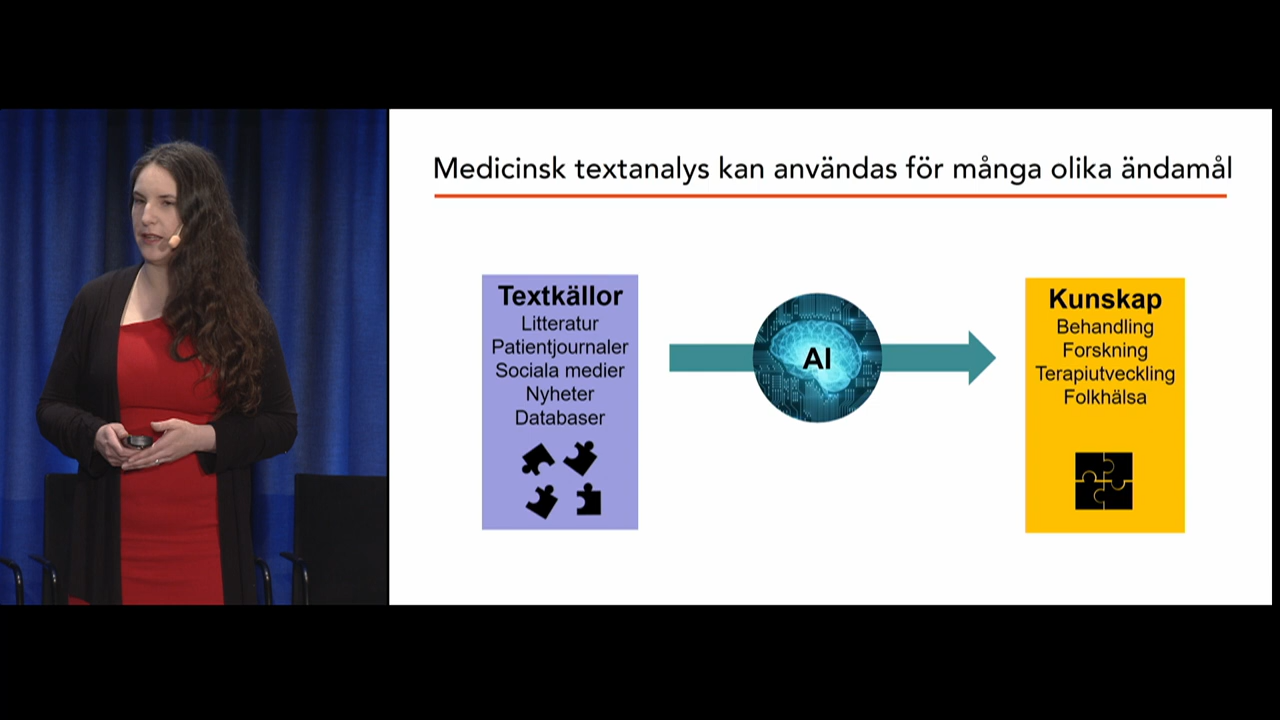 Medicinsk textanalys kan användas för många olika ändamål
Textkällor
Litteratur
Patientjournaler
Sociala medier
Nyheter
Databaser
AI
Kunskap
Behandling
Forskning
Terapiutveckling
Folkhälsa